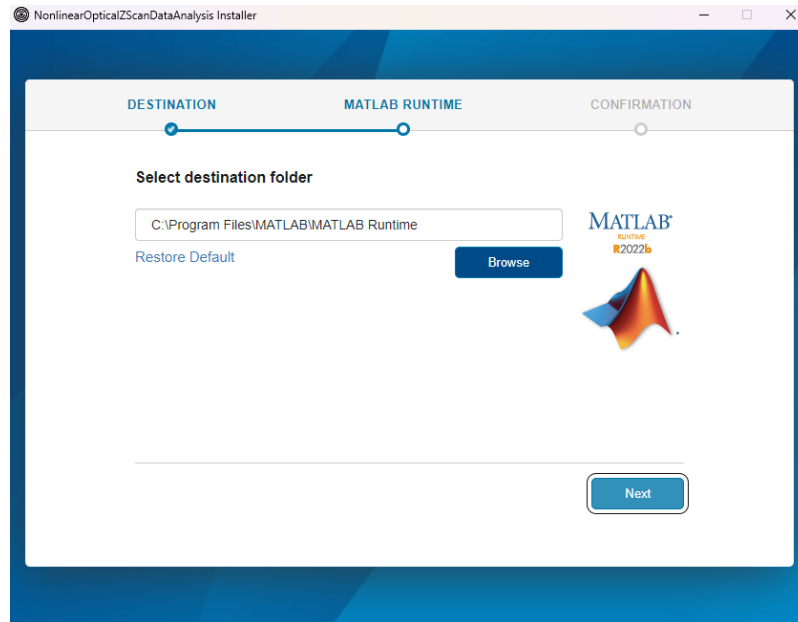 NonlinearOpticalZScanDataAnalysis Installer
DESTINATION MATLAB RUNTIME CONFIRMATION
Select destination folder
C:\Program Files\MATLAB\MATLAB Runtime
Restore Default
Browse
MATLAB®
RUNTIME
R2022b
Next